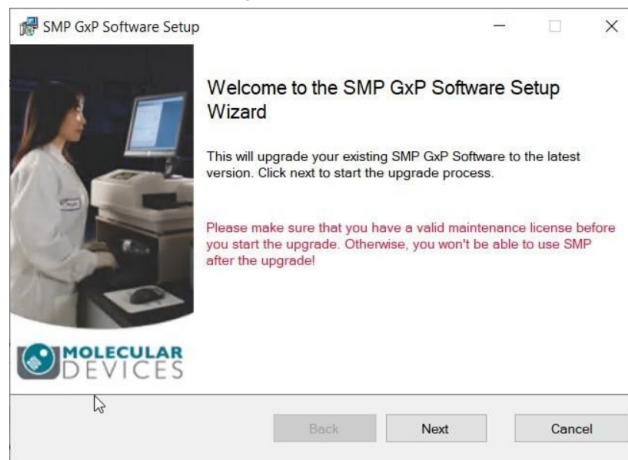 SMP GxP Software Setup
Welcome to the SMP GxP Software Setup
Wizard
This will upgrade your existing SMP GxP Software to the latest
version. Click next to start the upgrade process.
Please make sure that you have a valid maintenance license before
you start the upgrade. Otherwise, you won't be able to use SMP
after the upgrade!
MOLECULAR
DEVICES
Back Next Cancel